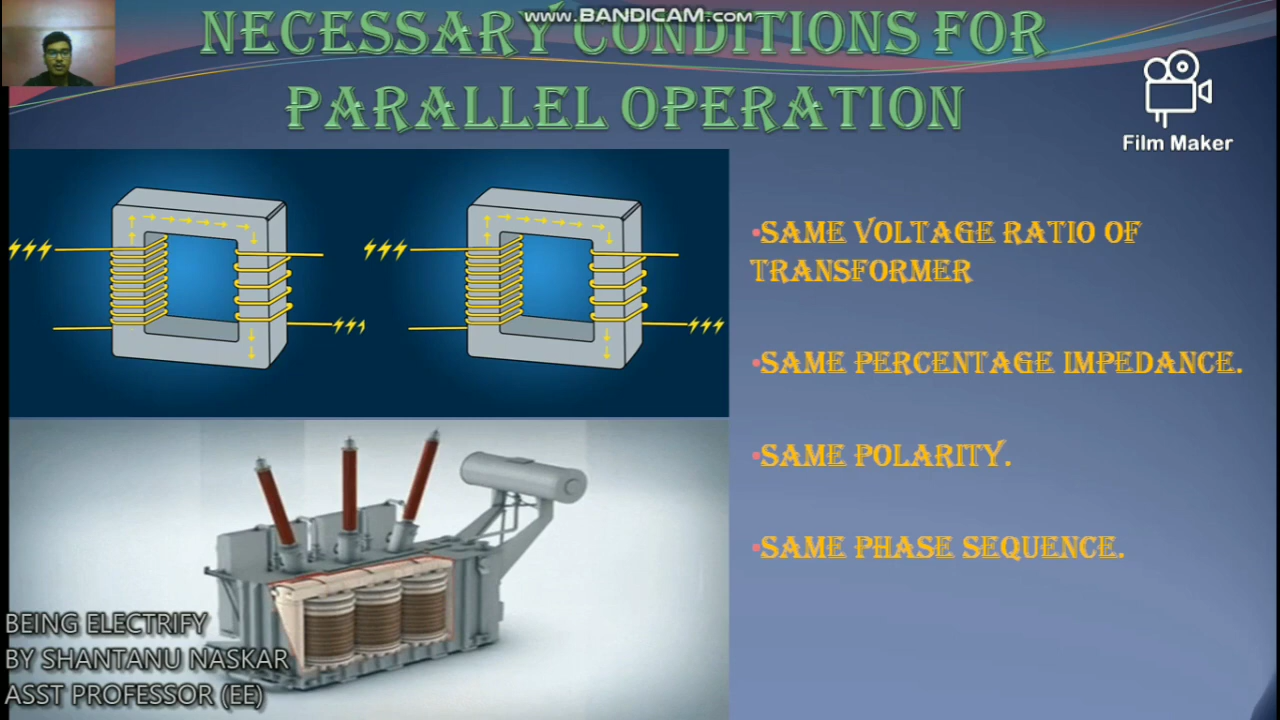 www.BANDICAM.com
NECESSARY CONDITIONS FOR
PARALLEL OPERATION
Film Maker
•SAME VOLTAGE RATIO OF
TRANSFORMER
•SAME PERCENTAGE IMPEDANCE.
•SAME POLARITY.
•SAME PHASE SEQUENCE.
BEING ELECTRIFY
BY SHANTANU NASKAR
ASST PROFESSOR (EE)